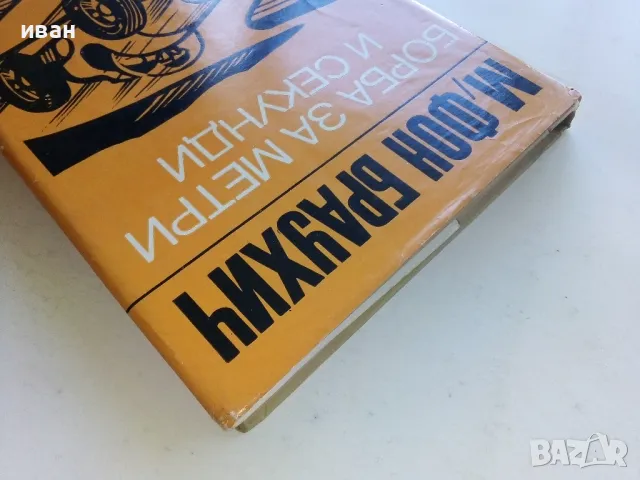 М/ФОН БРАУХИЧ
БОРБА ЗА МЕТРИ
И СЕКУНДИ
иван
BAZAR